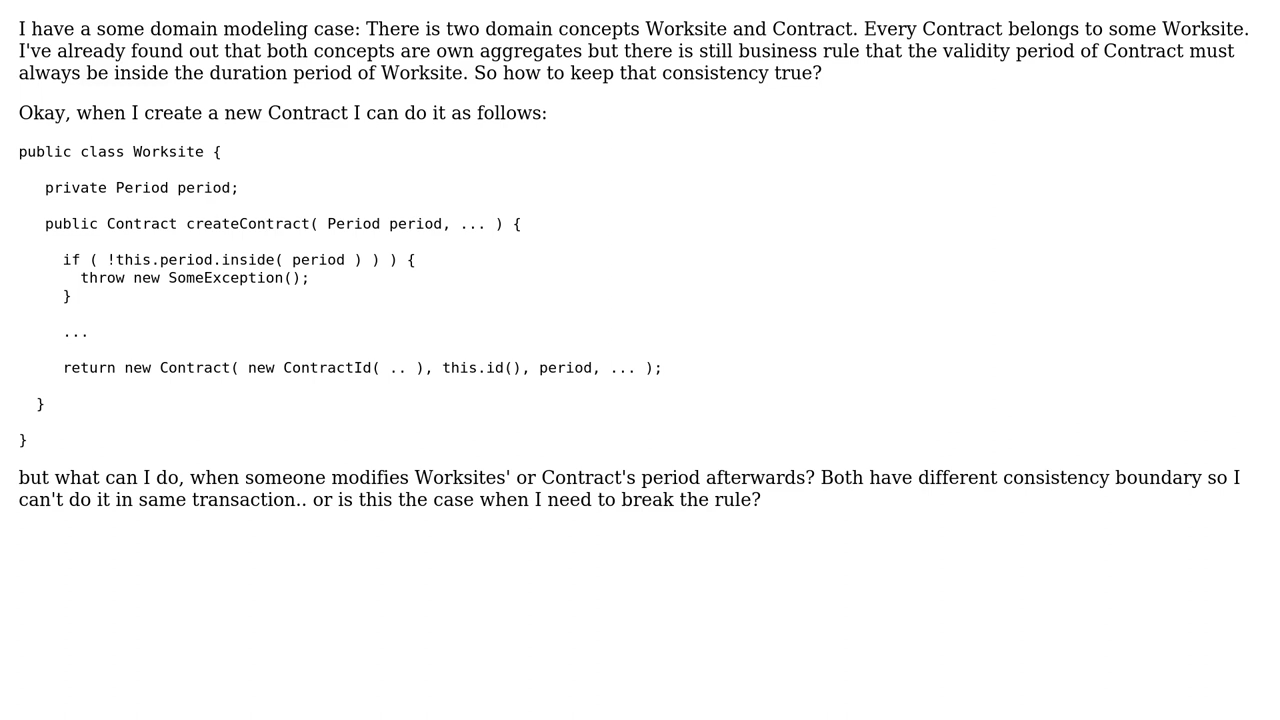 I have a some domain modeling case: There is two domain concepts Worksite and Contract. Every Contract belongs to some Worksite.
I've already found out that both concepts are own aggregates but there is still business rule that the validity period of Contract must
always be inside the duration period of Worksite. So how to keep that consistency true?
Okay, when I create a new Contract I can do it as follows:
public class Worksite {
private Period period;
public Contract createContract( Period period, ... ) {
if ( !this.period.inside( period ) ) ) {
throw new SomeException();
}
...
return new Contract( new ContractId( .. ), this.id(), period, ... );
}
}
but what can I do, when someone modifies Worksites' or Contract's period afterwards? Both have different consistency boundary so I
can't do it in same transaction.. or is this the case when I need to break the rule?